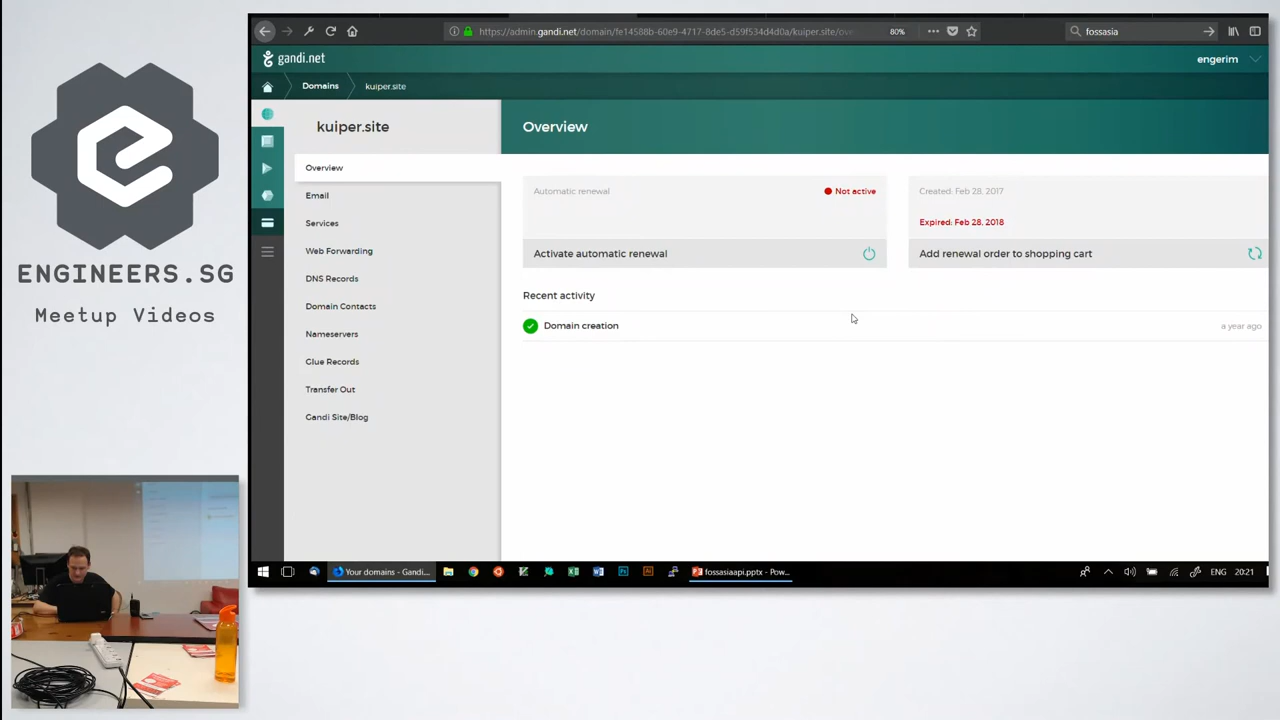 ENGINEERS.SG
Meetup Videos
https://admin.gandi.net/domain/fe14588b-60e9-4717-8de5-d59f534d4d0a/kuiper.site/ove
80%
fossasia
gandi.net
engerim
Domains
kuiper.site
kuiper.site
Overview
Email
Services
Web Forwarding
DNS Records
Domain Contacts
Nameservers
Glue Records
Transfer Out
Gandi Site/Blog
Overview
Automatic renewal
Not active
Activate automatic renewal
Created: Feb 28, 2017
Expired: Feb 28, 2018
Add renewal order to shopping cart
Recent activity
Domain creation
a year ago
Your domains - Gandi...
fossasiaapi.pptx - Pow...
ENG
20:21